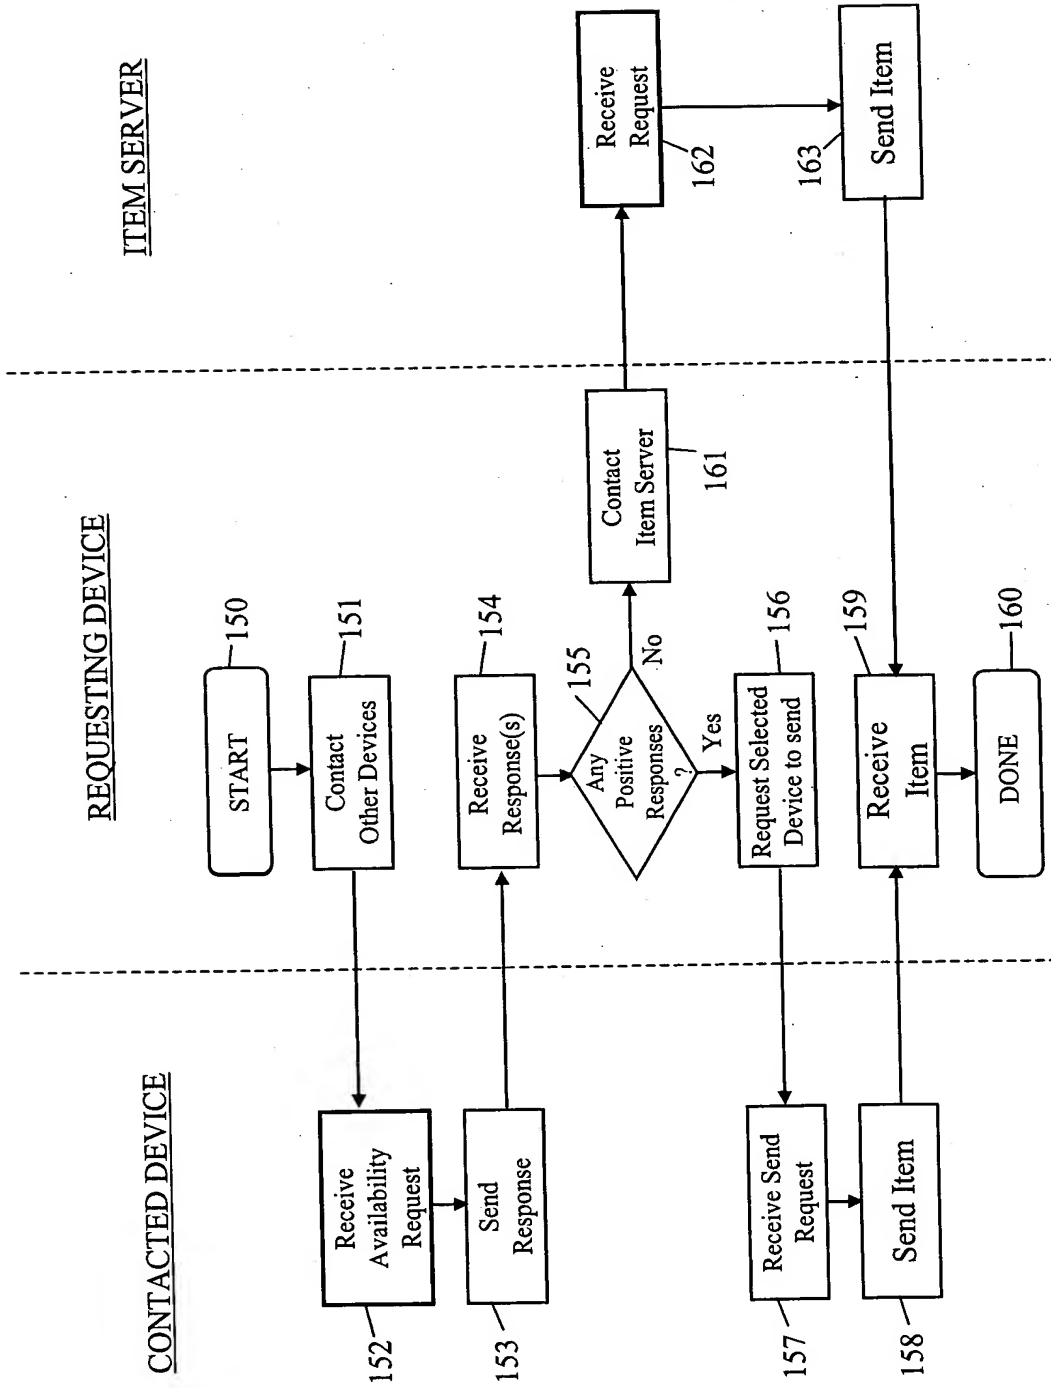 CONTACTED DEVICE
REQUESTING DEVICE
ITEM SERVER
START
150
Contact
Other Devices
151
Receive
Availability
Request
152
Send
Response
153
Receive
Response(s)
154
Any
Positive
Responses
?
155
No
Yes
Contact
Item Server
161
Receive
Request
162
Request Selected
Device to send
156
Receive Send
Request
157
Send Item
158
Receive
Item
159
Send Item
163
DONE
160